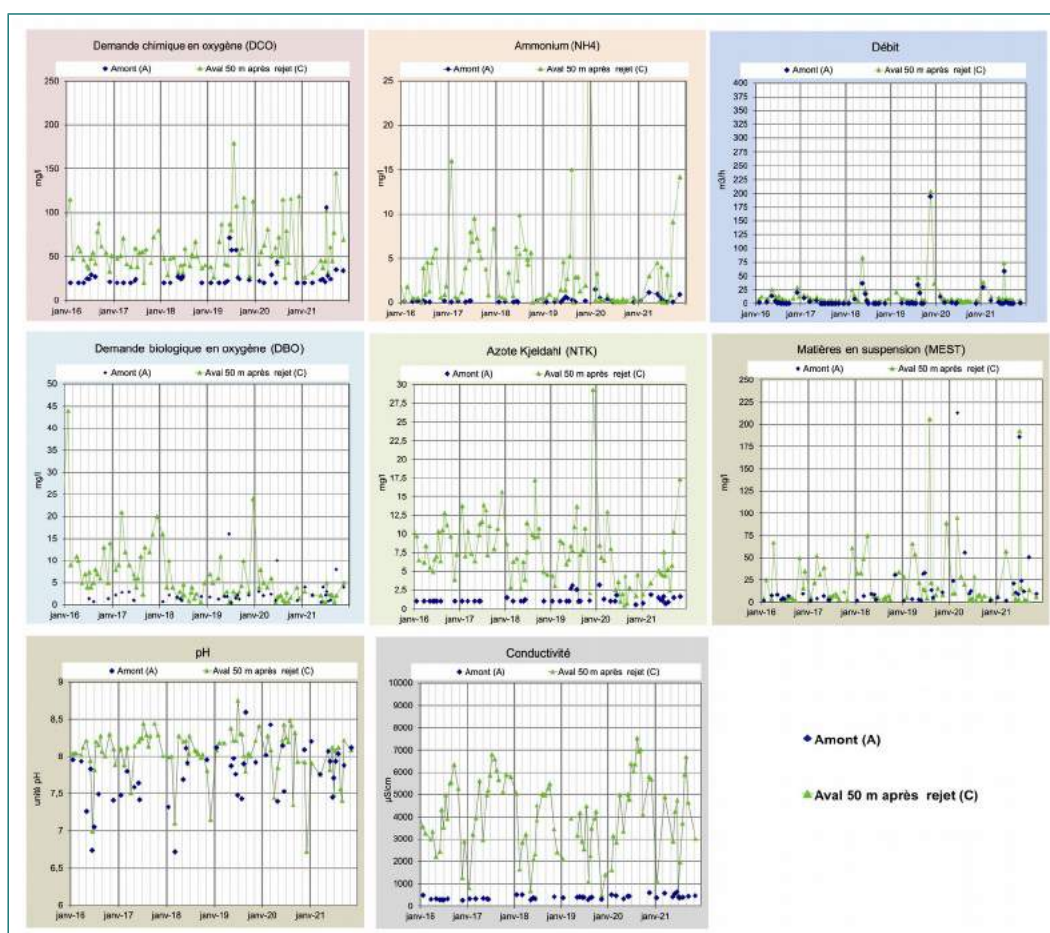 Demande chimique en oxygène (DCO)
Amont (A) Aval 50 m après rejet (C)
250
200
150
100
50
0
mg/l
janv-16 janv-17 janv-18 janv-19 janv-20 janv-21
Ammonium (NH4)
Amont (A) Aval 50 m après rejet (C)
25
20
15
10
5
0
mg/l
janv-16 janv-17 janv-18 janv-19 janv-20 janv-21
Débit
Amont (A) Aval 50 m après rejet (C)
400
375
350
325
300
275
250
225
200
175
150
125
100
75
50
25
0
m3/h
janv-16 janv-17 janv-18 janv-19 janv-20 janv-21
Demande biologique en oxygène (DBO)
Amont (A) Aval 50 m après rejet (C)
50
45
40
35
30
25
20
15
10
5
0
mg/l
janv-16 janv-17 janv-18 janv-19 janv-20 janv-21
Azote Kjeldahl (NTK)
Amont (A) Aval 50 m après rejet (C)
30
27,5
25
22,5
20
17,5
15
12,5
10
7,5
5
2,5
0
mg/l
janv-16 janv-17 janv-18 janv-19 janv-20 janv-21
Matières en suspension (MEST)
Amont (A) Aval 50 m après rejet (C)
250
225
200
175
150
125
100
75
50
25
0
mg/l
janv-16 janv-17 janv-18 janv-19 janv-20 janv-21
pH
Amont (A) Aval 50 m après rejet (C)
9
8,5
8
7,5
7
6,5
6
unité pH
janv-16 janv-17 janv-18 janv-19 janv-20 janv-21
Conductivité
Amont (A) Aval 50 m après rejet (C)
10000
9000
8000
7000
6000
5000
4000
3000
2000
1000
0
µS/cm
janv-16 janv-17 janv-18 janv-19 janv-20 janv-21
Amont (A)
Aval 50 m après rejet (C)